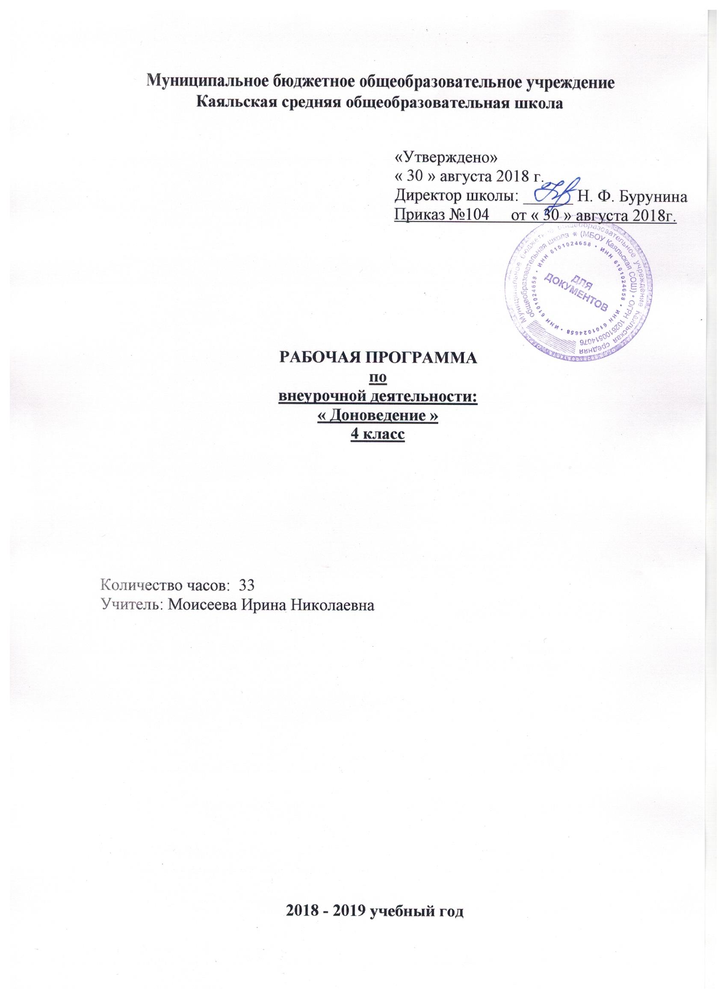 Муниципальное бюджетное общеобразовательное учреждение
Каяльская средняя общеобразовательная школа
«Утверждено»
« 30 » августа 2018 г.
Директор школы: ______ Н. Ф. Бурунина
Приказ №104 от « 30 » августа 2018г.
Муниципальное бюджетное общеобразовательное учреждение Каяльская средняя
общеобразовательная школа * (МБОУ Каяльская СОШ) • ОГРН 1026100514076
ИНН 6101024658 • ИНН 6101024658 • ИНН 6101024658 • ИНН 6101024658 •
ДЛЯ
ДОКУМЕНТОВ
РАБОЧАЯ ПРОГРАММА
по
внеурочной деятельности:
« Доноведение »
4 класс
Количество часов: 33
Учитель: Моисеева Ирина Николаевна
2018 - 2019 учебный год